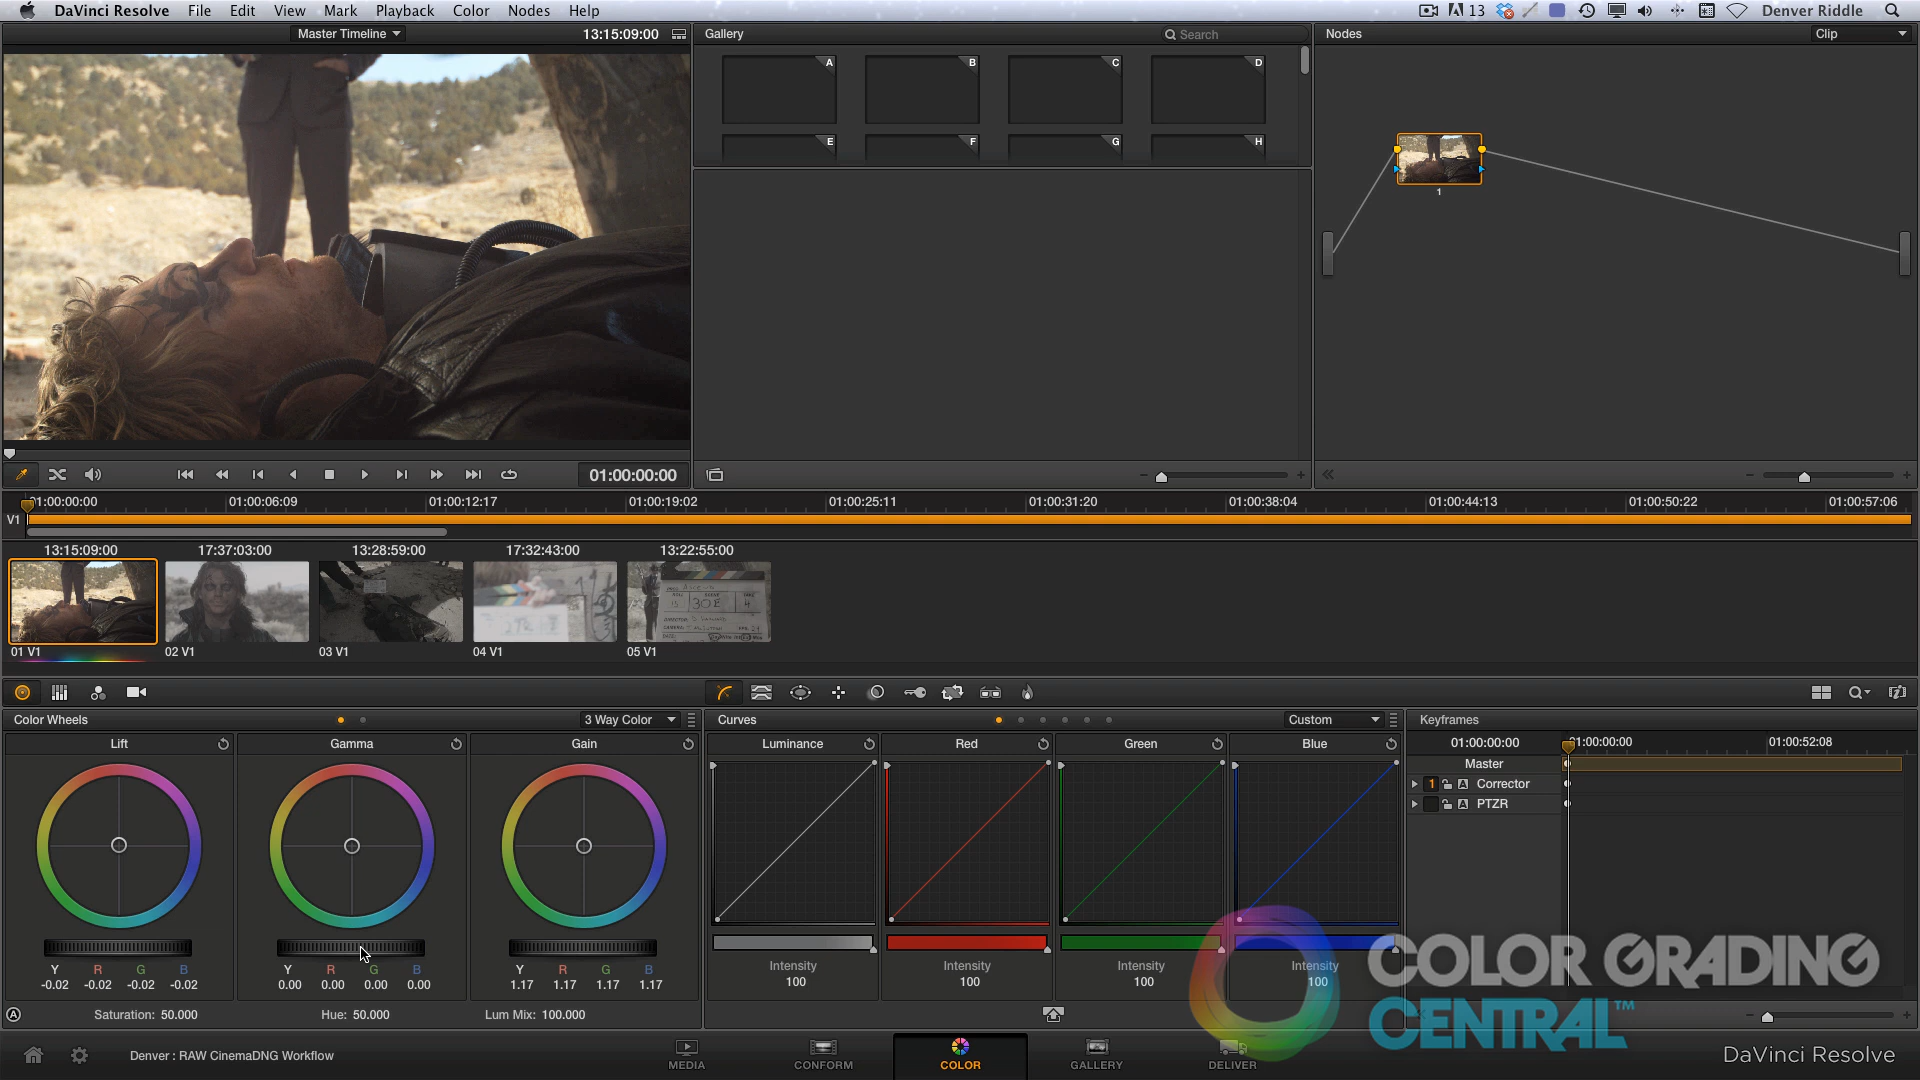 DaVinci Resolve File Edit View Mark Playback Color Nodes Help 13 Denver Riddle
Master Timeline 13:15:09:00 Gallery Search Nodes Clip
A B C D
E F G H
1
01:00:00:00
01:00:00:00 01:00:06:09 01:00:12:17 01:00:19:02 01:00:25:11 01:00:31:20 01:00:38:04 01:00:44:13 01:00:50:22 01:00:57:06
V1
13:15:09:00 17:37:03:00 13:28:59:00 17:32:43:00 13:22:55:00
30E 4
01 V1 02 V1 03 V1 04 V1 05 V1
Color Wheels 3 Way Color Curves Custom Keyframes
Lift Gamma Gain Luminance Red Green Blue 01:00:00:00 01:00:00:00 01:00:52:08
Master
1 A Corrector
A PTZR
Y R G B Y R G B Y R G B
-0.02 -0.02 -0.02 -0.02 0.00 0.00 0.00 0.00 1.17 1.17 1.17 1.17
Intensity Intensity Intensity Intensity
100 100 100 100
A Saturation: 50.000 Hue: 50.000 Lum Mix: 100.000
COLOR GRADING
CENTRAL™
Denver : RAW CinemaDNG Workflow
MEDIA CONFORM COLOR GALLERY DELIVER
DaVinci Resolve